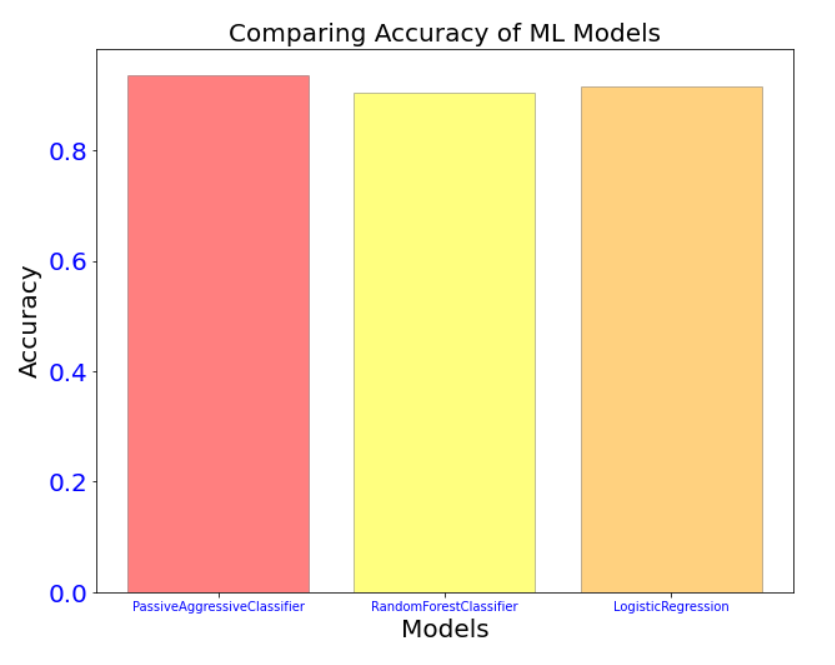 Comparing Accuracy of ML Models
Accuracy
0.8
0.6
0.4
0.2
0.0
PassiveAggressiveClassifier RandomForestClassifier LogisticRegression
Models